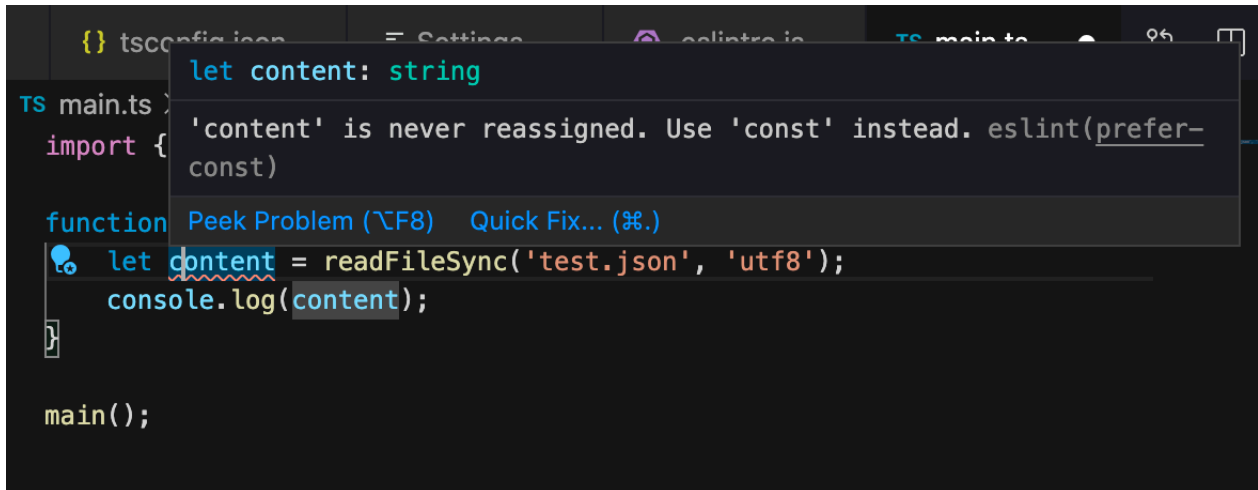 {} tsconfig.json Settings eslintrc.js TS main.ts
let content: string
TS main.ts
'content' is never reassigned. Use 'const' instead. eslint(prefer-
import {
const)
function
Peek Problem (⌥F8) Quick Fix... (⌘.)
let content = readFileSync('test.json', 'utf8');
console.log(content);
}
main();